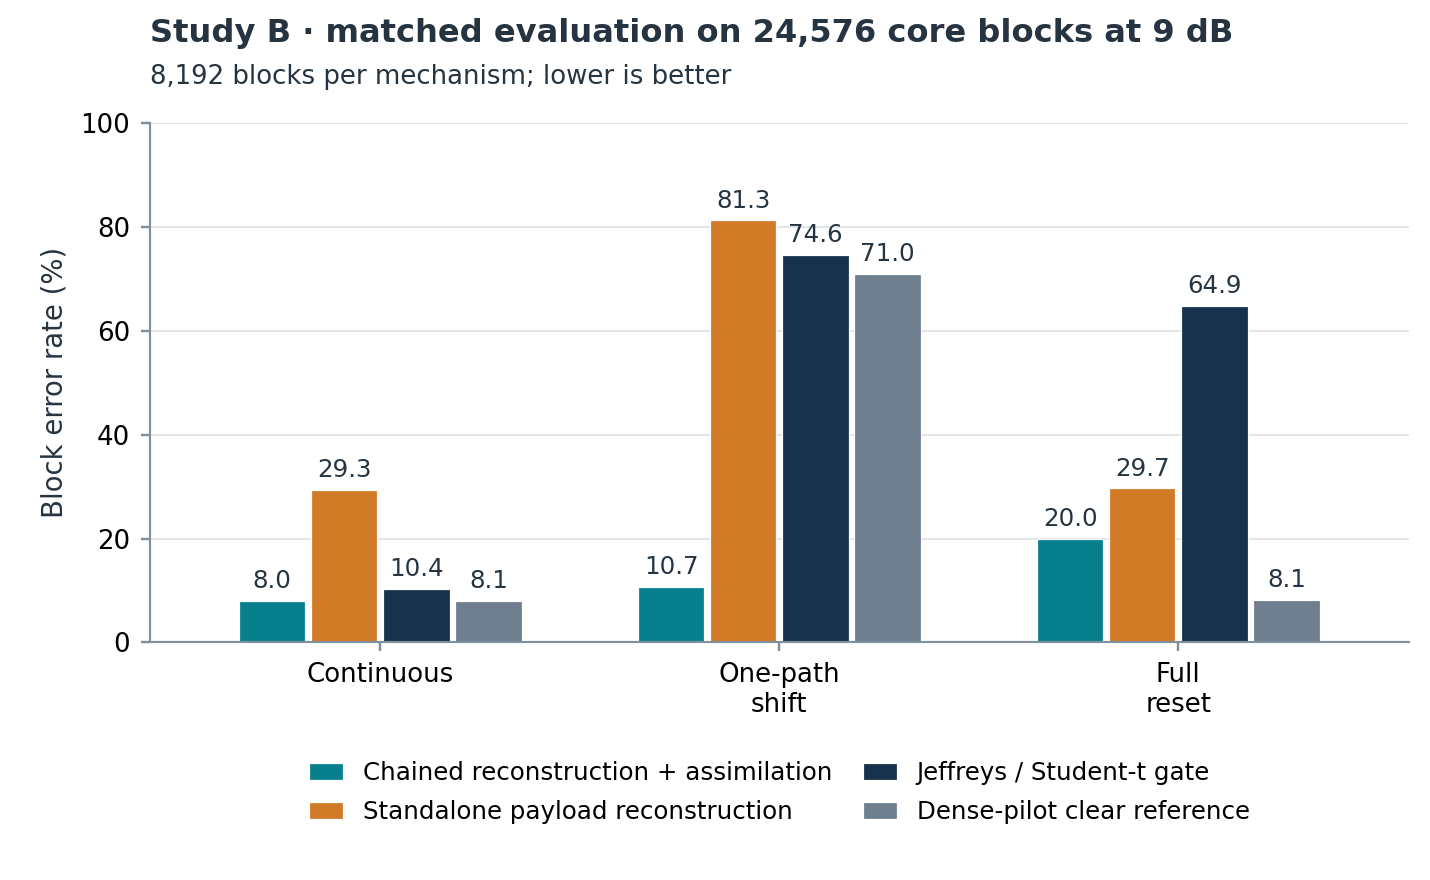 Study B · matched evaluation on 24,576 core blocks at 9 dB
8,192 blocks per mechanism; lower is better
Block error rate (%)
100
80
60
40
20
0
8.0
29.3
10.4
8.1
10.7
81.3
74.6
71.0
20.0
29.7
64.9
8.1
Continuous
One-path
shift
Full
reset
Chained reconstruction + assimilation
Standalone payload reconstruction
Jeffreys / Student-t gate
Dense-pilot clear reference